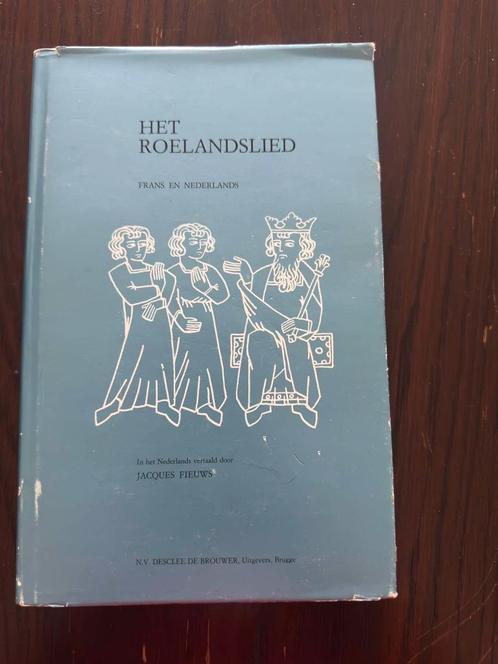 HET
ROELANDSLIED
FRANS EN NEDERLANDS
In het Nederlands vertaald door
JACQUES FIEUWS
N.V. DESCLEE DE BROUWER, Uitgevers, Brugge